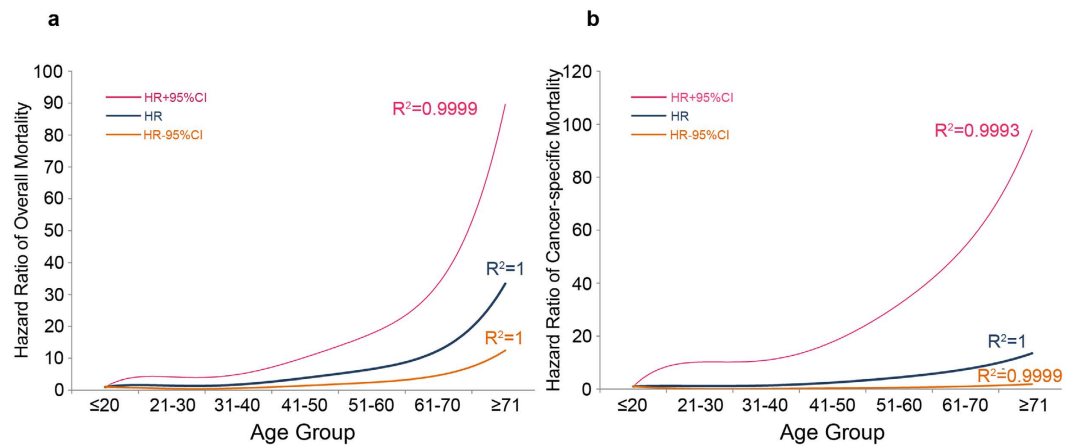 a
Hazard Ratio of Overall Mortality
100
90
80
70
60
50
40
30
20
10
0
HR+95%CI
HR
HR-95%CI
R²=0.9999
R²=1
R²=1
≤20 21-30 31-40 41-50 51-60 61-70 ≥71
Age Group
b
Hazard Ratio of Cancer-specific Mortality
120
100
80
60
40
20
0
HR+95%CI
HR
HR-95%CI
R²=0.9993
R²=1
R²=0.9999
≤20 21-30 31-40 41-50 51-60 61-70 ≥71
Age Group